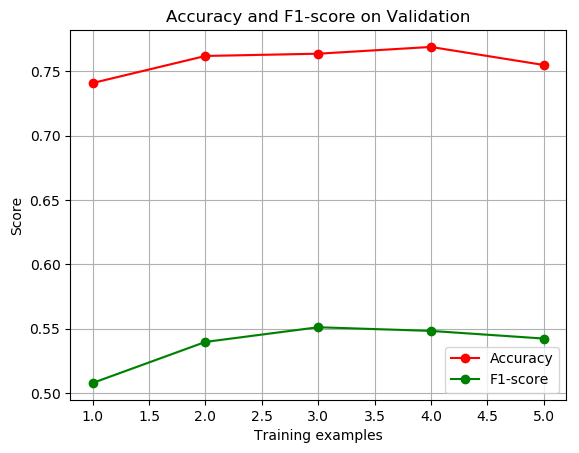 Accuracy and F1-score on Validation
Score
0.75
0.70
0.65
0.60
0.55
0.50
Accuracy
F1-score
1.0 1.5 2.0 2.5 3.0 3.5 4.0 4.5 5.0
Training examples